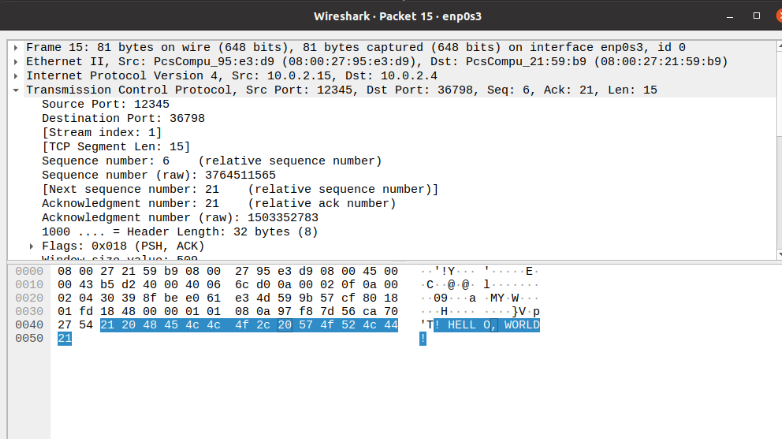 Wireshark · Packet 15 · enp0s3
Frame 15: 81 bytes on wire (648 bits), 81 bytes captured (648 bits) on interface enp0s3, id 0
Ethernet II, Src: PcsCompu_95:e3:d9 (08:00:27:95:e3:d9), Dst: PcsCompu_21:59:b9 (08:00:27:21:59:b9)
Internet Protocol Version 4, Src: 10.0.2.15, Dst: 10.0.2.4
Transmission Control Protocol, Src Port: 12345, Dst Port: 36798, Seq: 6, Ack: 21, Len: 15
Source Port: 12345
Destination Port: 36798
[Stream index: 1]
[TCP Segment Len: 15]
Sequence number: 6    (relative sequence number)
Sequence number (raw): 3764511565
[Next sequence number: 21    (relative sequence number)]
Acknowledgment number: 21    (relative ack number)
Acknowledgment number (raw): 1503352783
1000 .... = Header Length: 32 bytes (8)
Flags: 0x018 (PSH, ACK)
Window size value: 509
0000  08 00 27 21 59 b9 08 00  27 95 e3 d9 08 00 45 00  ··'!Y··· '·····E·
0010  00 43 b5 d2 40 00 40 06  6c d0 0a 00 02 0f 0a 00  ·C··@·@· l·······
0020  02 04 30 39 8f be e0 61  e3 4d 59 9b 57 cf 80 18  ··09···a ·MY·W···
0030  01 fd 18 48 00 00 01 01  08 0a 97 f8 7d 56 ca 70  ···H···· ····}V·p
0040  27 54 21 20 48 45 4c 4c  4f 2c 20 57 4f 52 4c 44  'T! HELL O, WORLD
0050  21  !